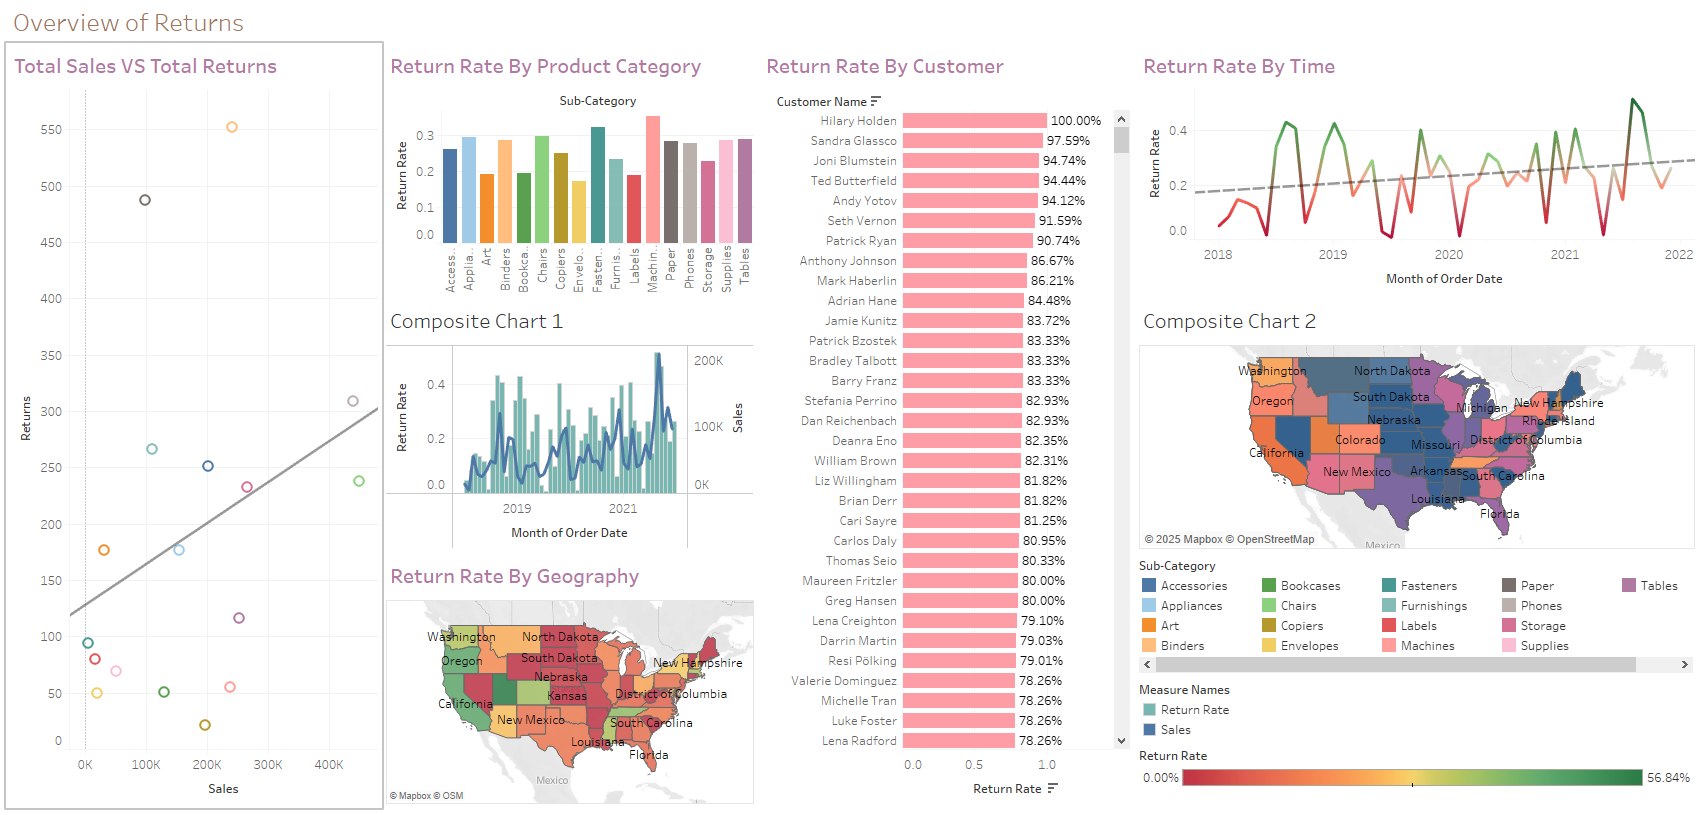 Overview of Returns
Total Sales VS Total Returns
550
500
450
400
350
300
250
200
150
100
50
0
Returns
0K
100K
200K
300K
400K
Sales
Return Rate By Product Category
Sub-Category
0.3
0.2
0.1
0.0
Return Rate
Access..
Applia..
Art
Binders
Bookca..
Chairs
Copiers
Envelo..
Fasten..
Furnis..
Labels
Machin..
Paper
Phones
Storage
Supplies
Tables
Composite Chart 1
0.4
0.2
0.0
Return Rate
200K
100K
0K
Sales
2019
2021
Month of Order Date
Return Rate By Geography
Washington
North Dakota
Oregon
South Dakota
New Hampshire
Nebraska
Kansas
District of Columbia
California
New Mexico
South Carolina
Louisiana
Florida
Mexico
© Mapbox © OSM
Return Rate By Customer
Customer Name
Hilary Holden 100.00%
Sandra Glassco 97.59%
Joni Blumstein 94.74%
Ted Butterfield 94.44%
Andy Yotov 94.12%
Seth Vernon 91.59%
Patrick Ryan 90.74%
Anthony Johnson 86.67%
Mark Haberlin 86.21%
Adrian Hane 84.48%
Jamie Kunitz 83.72%
Patrick Bzostek 83.33%
Bradley Talbott 83.33%
Barry Franz 83.33%
Stefania Perrino 82.93%
Dan Reichenbach 82.93%
Deanra Eno 82.35%
William Brown 82.31%
Liz Willingham 81.82%
Brian Derr 81.82%
Cari Sayre 81.25%
Carlos Daly 80.95%
Thomas Seio 80.33%
Maureen Fritzler 80.00%
Greg Hansen 80.00%
Lena Creighton 79.10%
Darrin Martin 79.03%
Resi Pölking 79.01%
Valerie Dominguez 78.26%
Michelle Tran 78.26%
Luke Foster 78.26%
Lena Radford 78.26%
0.0
0.5
1.0
Return Rate
Return Rate By Time
0.4
0.2
0.0
Return Rate
2018
2019
2020
2021
2022
Month of Order Date
Composite Chart 2
Washington
North Dakota
Oregon
South Dakota
Michigan
New Hampshire
Nebraska
Rhode Island
Colorado
Missouri
District of Columbia
California
New Mexico
Arkansas
South Carolina
Louisiana
Florida
Mexico
© 2025 Mapbox © OpenStreetMap
Sub-Category
Accessories
Bookcases
Fasteners
Paper
Tables
Appliances
Chairs
Furnishings
Phones
Art
Copiers
Labels
Storage
Binders
Envelopes
Machines
Supplies
Measure Names
Return Rate
Sales
Return Rate
0.00%
56.84%